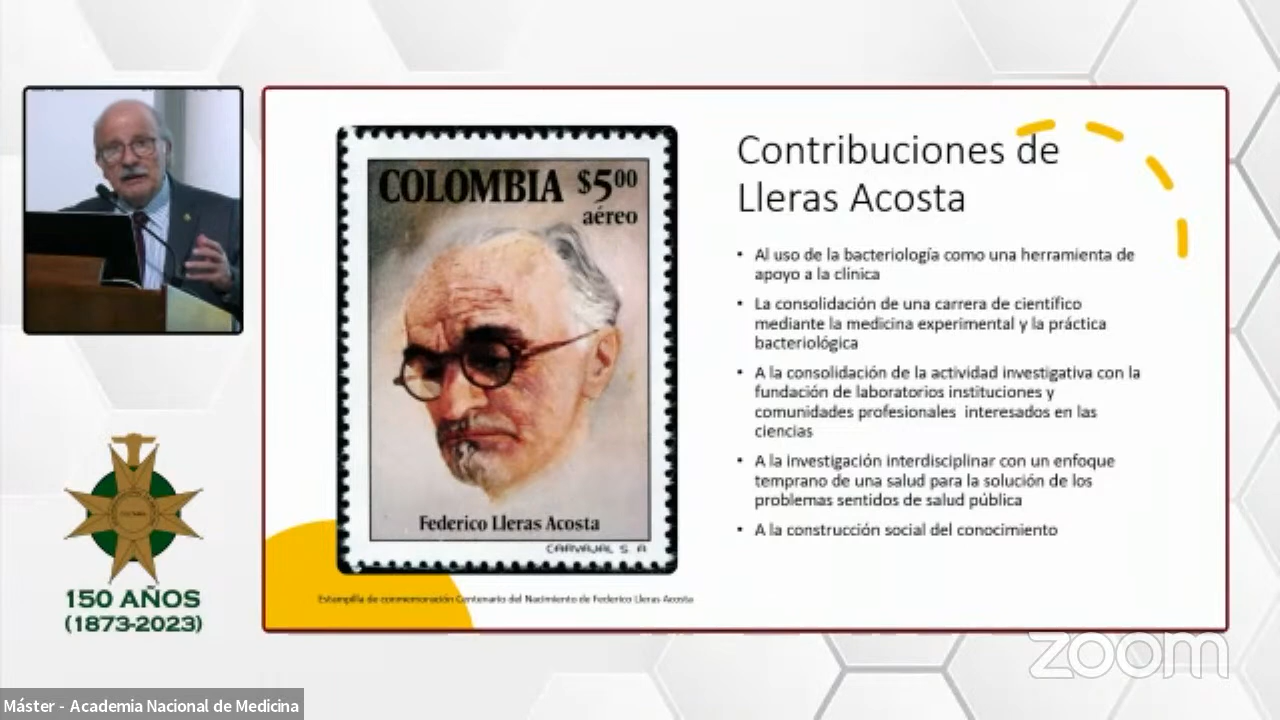 COLOMBIA $500
aéreo
Federico Lleras Acosta
CARVAJAL S. A
Estampilla de conmemoración Centenario del Nacimiento de Federico Lleras Acosta
Contribuciones de
Lleras Acosta
• Al uso de la bacteriología como una herramienta de
apoyo a la clínica
• La consolidación de una carrera de científico
mediante la medicina experimental y la práctica
bacteriológica
• A la consolidación de la actividad investigativa con la
fundación de laboratorios instituciones y
comunidades profesionales interesados en las
ciencias
• A la investigación interdisciplinar con un enfoque
temprano de una salud para la solución de los
problemas sentidos de salud pública
• A la construcción social del conocimiento
150 AÑOS
(1873-2023)
zoom
Máster - Academia Nacional de Medicina